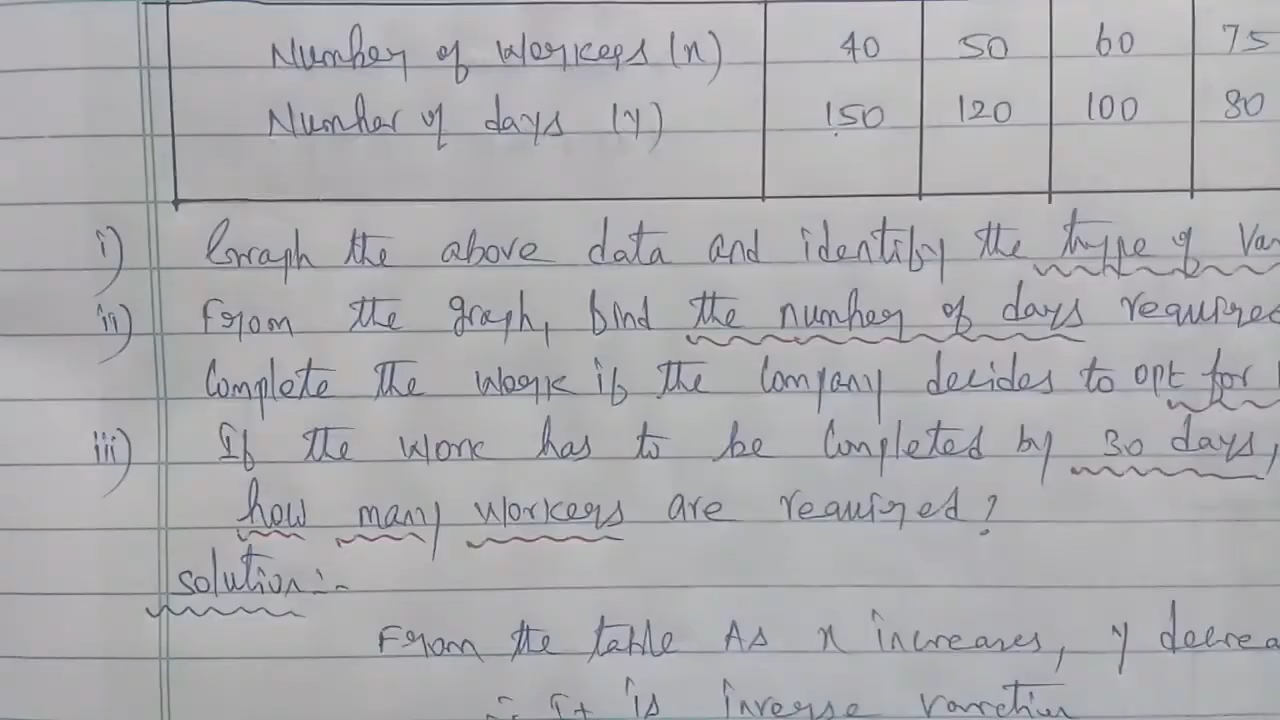 Number of workers (x) 40 50 60 75
Number of days (y) 150 120 100 80
i) Graph the above data and identify the type of Var
ii) From the graph, find the number of days required
Complete the work if the Company decides to opt for
iii) If the work has to be Completed by 30 days,
how many workers are required?
Solution:-
From the table As x increases, y decrea
∴ It is inverse